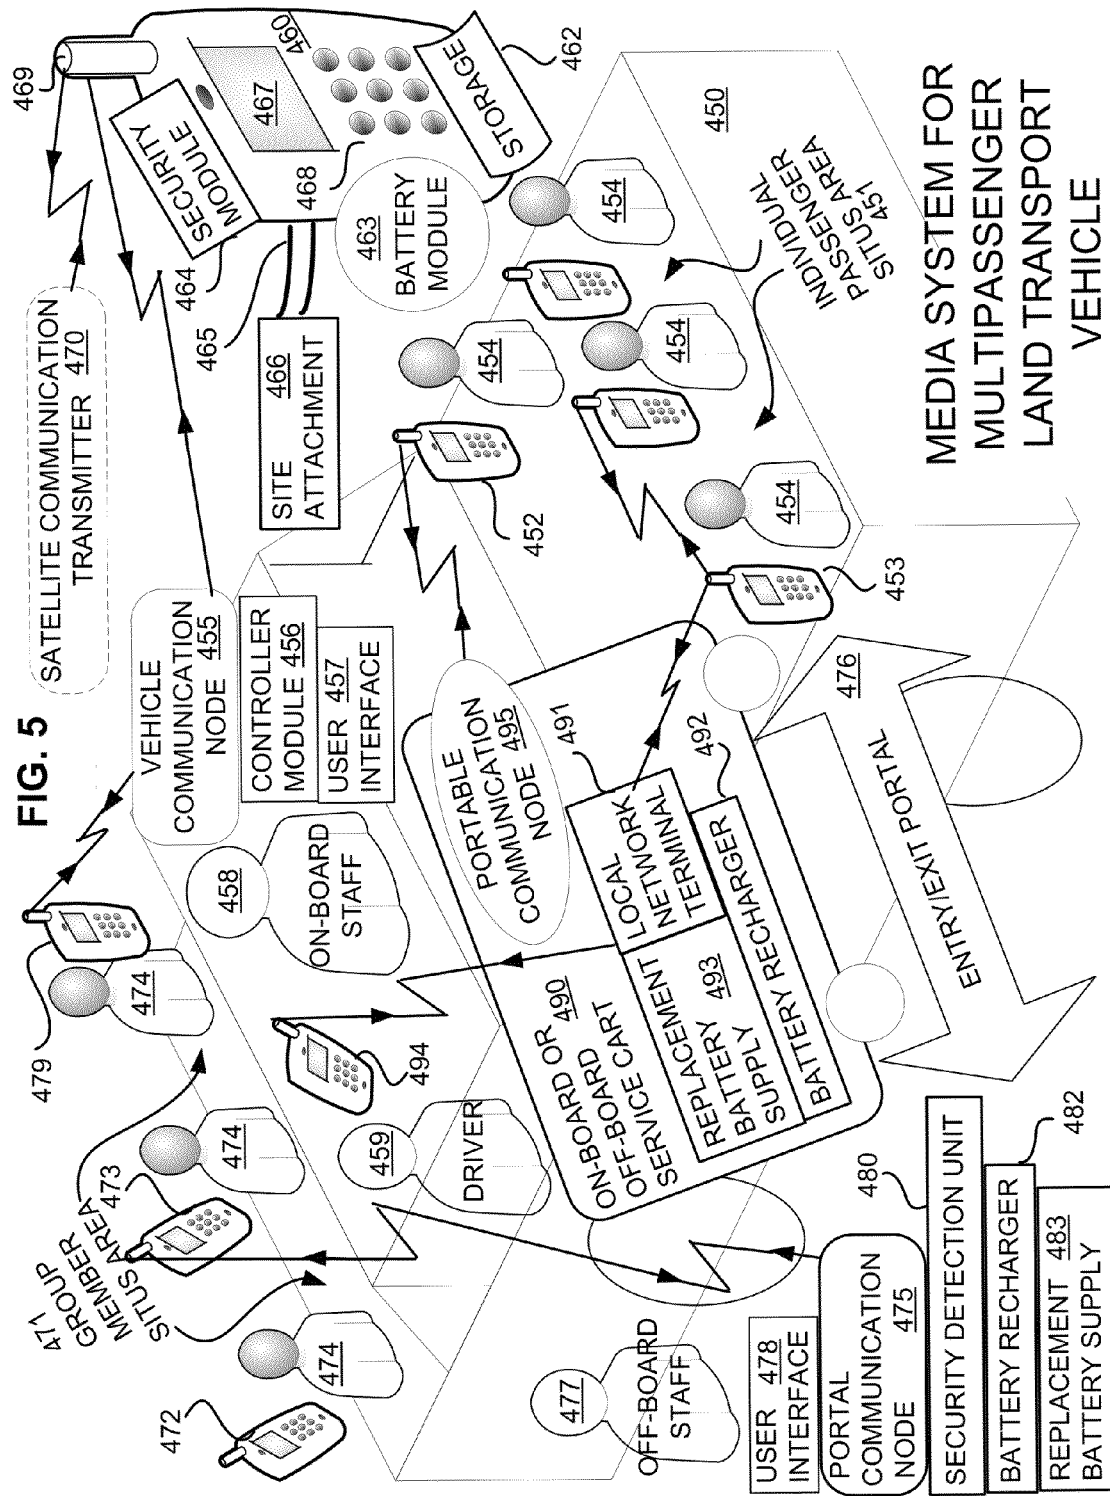 FIG. 5
SATELLITE COMMUNICATION
TRANSMITTER 470
469
VEHICLE
COMMUNICATION
NODE 455
CONTROLLER
MODULE 456
USER 457
INTERFACE
SECURITY
MODULE
464
465
SITE 466
ATTACHMENT
467
460
468
463
BATTERY
MODULE
STORAGE
462
479
474
458
ON-BOARD
STAFF
471
GROUP
MEMBER
SITUS AREA
473
474
494
459
DRIVER
472
474
477
OFF-BOARD
STAFF
452
454
454
454
454
453
450
INDIVIDUAL
PASSENGER
SITUS AREA
451
PORTABLE
COMMUNICATION
NODE 495
491
492
LOCAL
NETWORK
TERMINAL
ON-BOARD OR 490
ON-BOARD
OFF-BOARD
SERVICE CART
REPLACEMENT
BATTERY 493
SUPPLY
BATTERY RECHARGER
476
ENTRY/EXIT PORTAL
USER 478
INTERFACE
PORTAL
COMMUNICATION
NODE 475
480
SECURITY DETECTION UNIT
482
BATTERY RECHARGER
REPLACEMENT 483
BATTERY SUPPLY
MEDIA SYSTEM FOR
MULTIPASSENGER
LAND TRANSPORT
VEHICLE